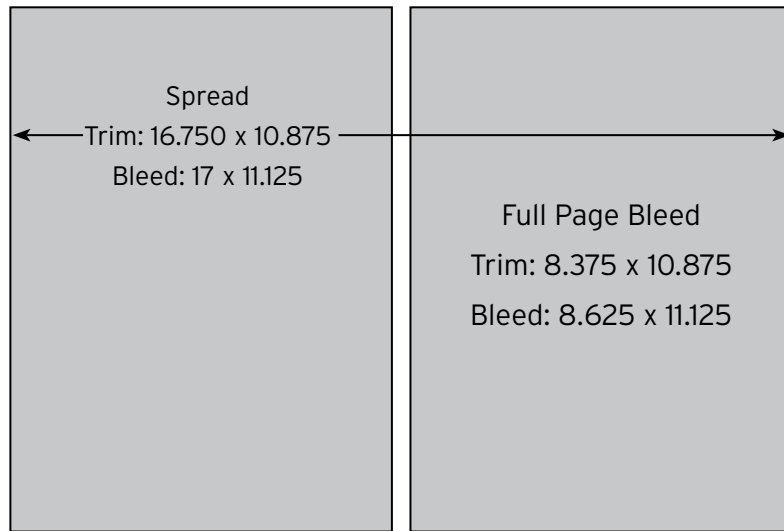 Spread
Trim: 16.750 x 10.875
Bleed: 17 x 11.125
Full Page Bleed
Trim: 8.375 x 10.875
Bleed: 8.625 x 11.125